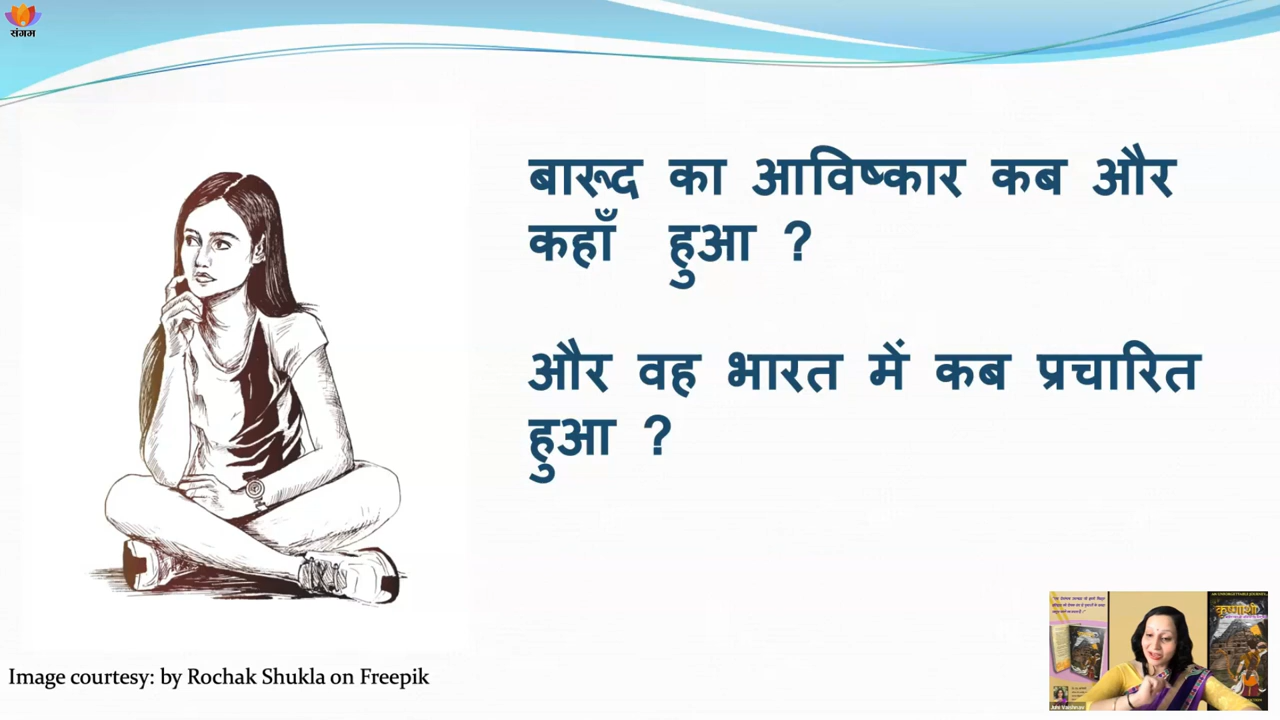 संगम
बारूद का आविष्कार कब और
कहाँ हुआ ?
और वह भारत में कब प्रचारित
हुआ ?
Image courtesy: by Rochak Shukla on Freepik